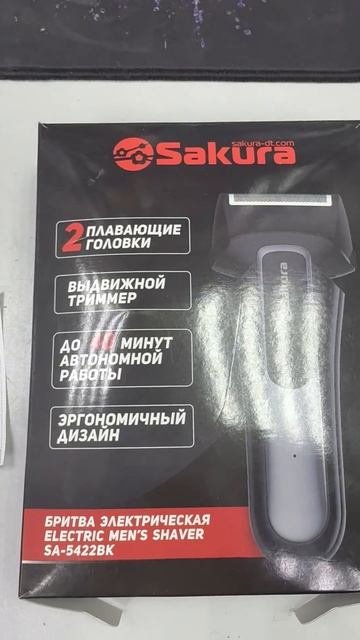 sakura-dt.com
Sakura
2 ПЛАВАЮЩИЕ
ГОЛОВКИ
ВЫДВИЖНОЙ
ТРИММЕР
ДО МИНУТ
АВТОНОМНОЙ
РАБОТЫ
ЭРГОНОМИЧНЫЙ
ДИЗАЙН
sakura
БРИТВА ЭЛЕКТРИЧЕСКАЯ
ELECTRIC MEN'S SHAVER
SA-5422BK